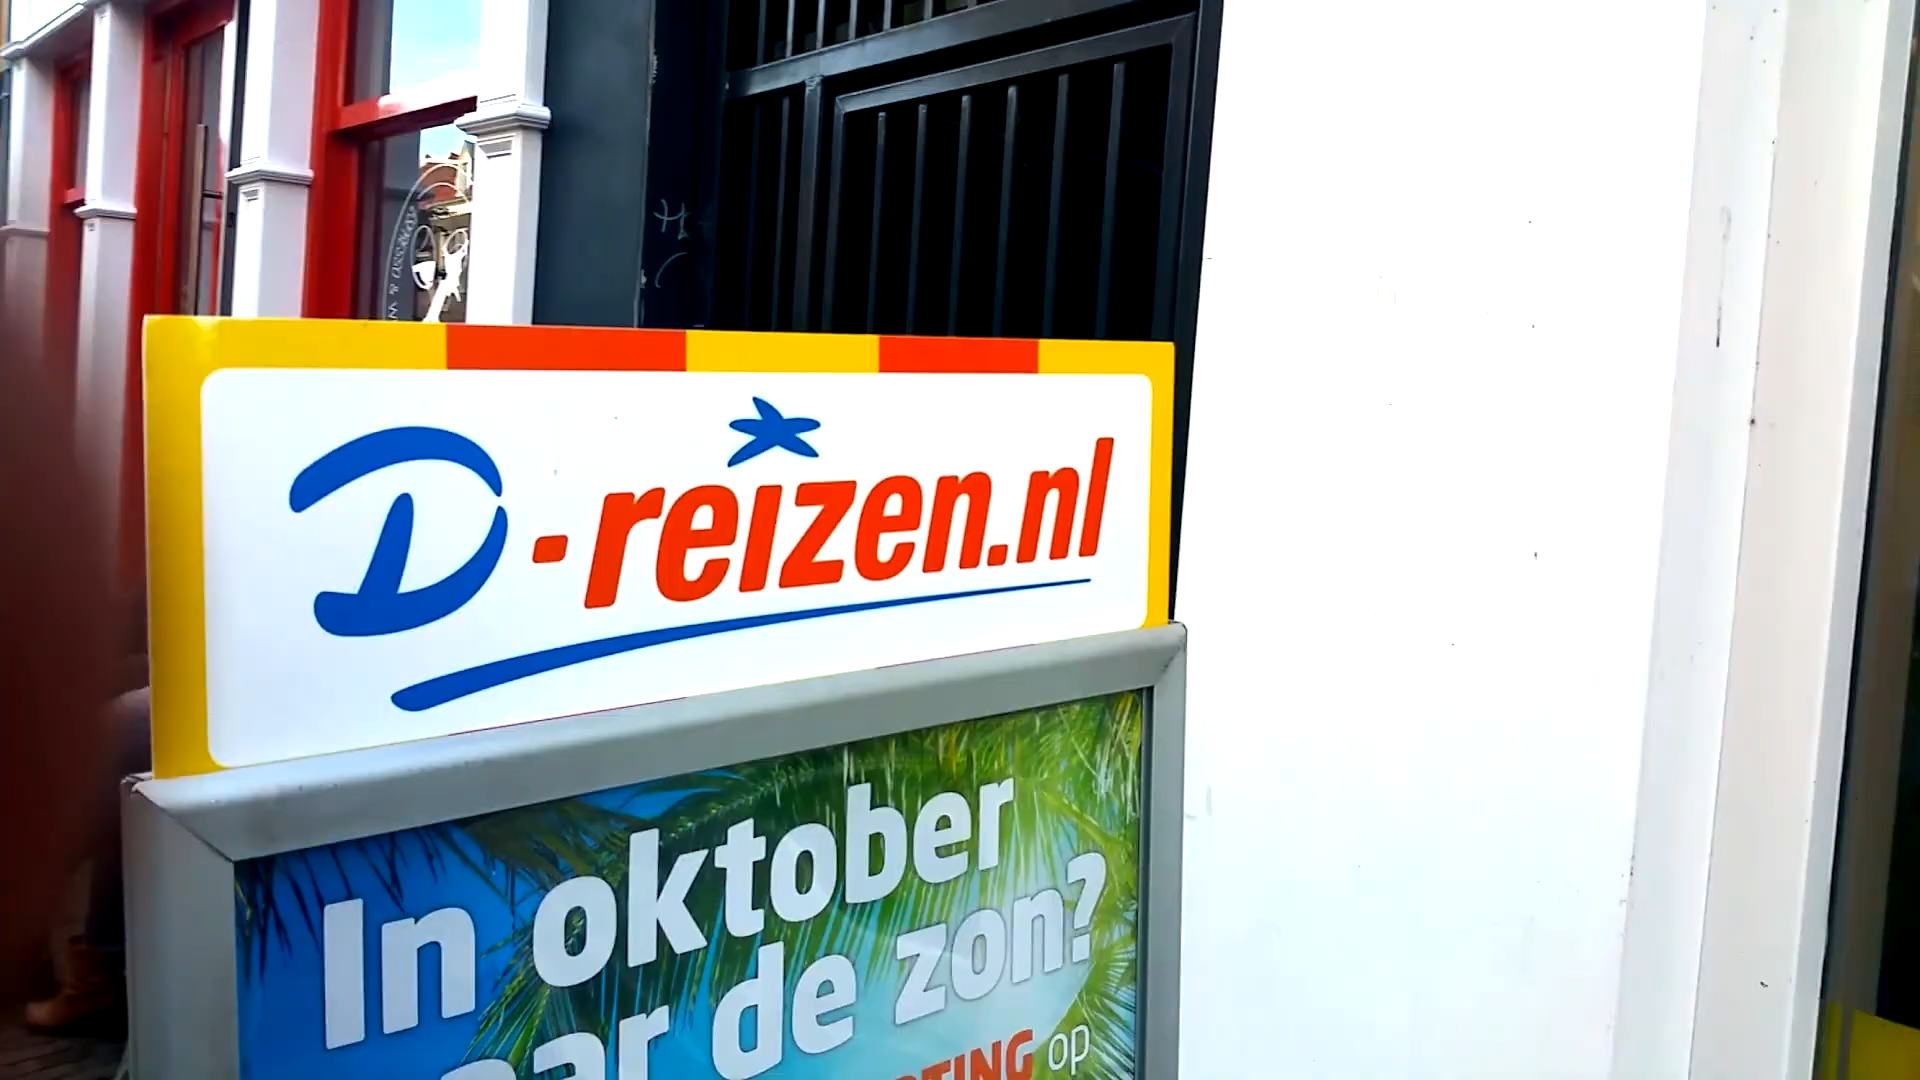 D-reizen.nl
In oktober
naar de zon?
op